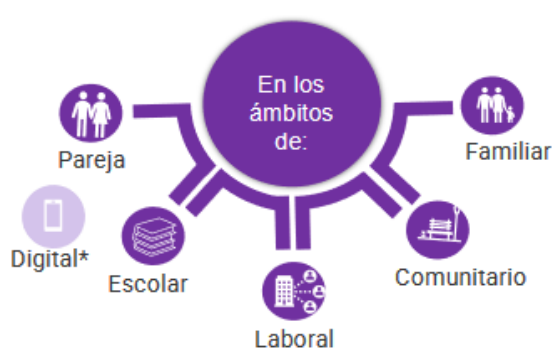 En los
ámbitos
de:
Pareja
Familiar
Digital*
Escolar
Comunitario
Laboral